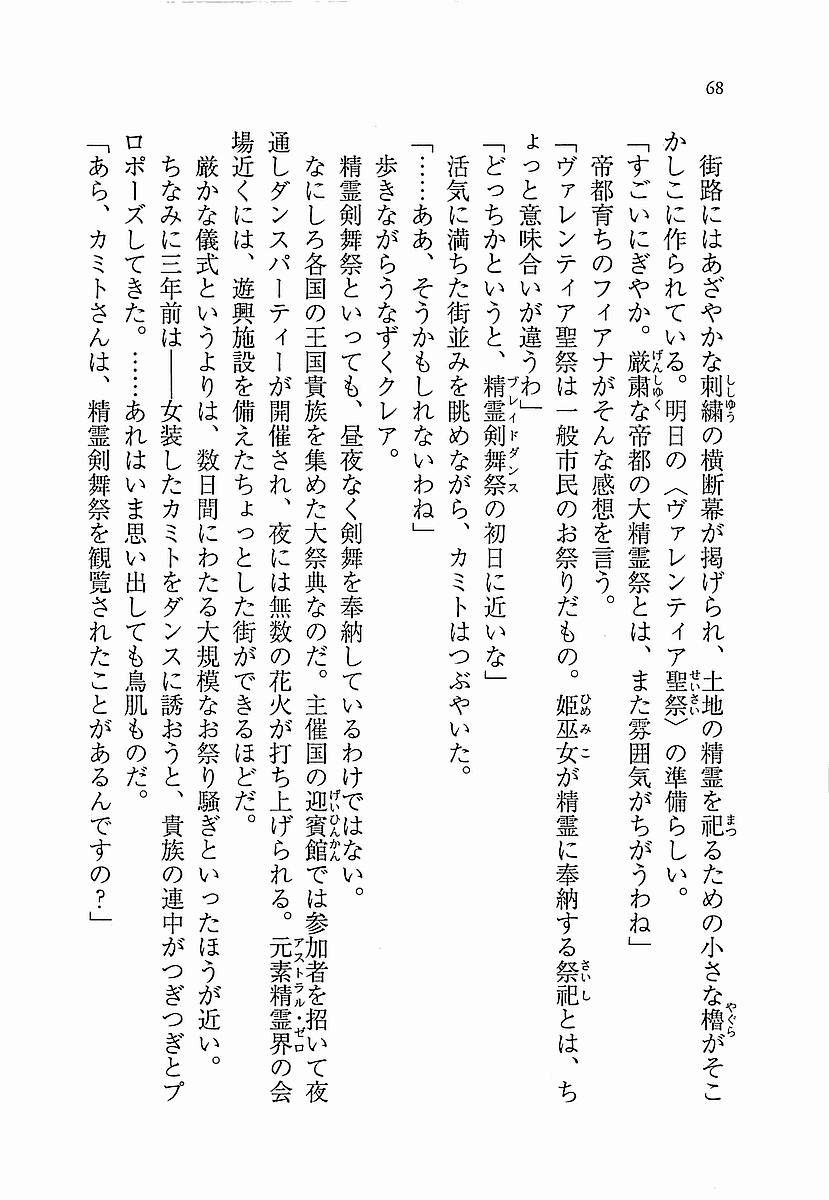 68
街路にはあざやかな刺繍の横断幕が掲げられ、土地の精霊を祀るための小さな櫓がそこ
かしこに作られている。明日の〈ヴァレンティア聖祭〉の準備らしい。
「すごいにぎやか。厳粛な帝都の大精霊祭とは、また雰囲気がちがうわね」
帝都育ちのフィアナがそんな感想を言う。
「ヴァレンティア聖祭は一般市民のお祭りだもの。姫巫女が精霊に奉納する祭祀とは、ち
ょっと意味合いが違うわ」
「どっちかというと、精霊剣舞祭の初日に近いな」
活気に満ちた街並みを眺めながら、カミトはつぶやいた。
「……ああ、そうかもしれないわね」
歩きながらうなずくクレア。
精霊剣舞祭といっても、昼夜なく剣舞を奉納しているわけではない。
なにしろ各国の王国貴族を集めた大祭典なのだ。主催国の迎賓館では参加者を招いて夜
通しダンスパーティーが開催され、夜には無数の花火が打ち上げられる。元素精霊界の会
場近くには、遊興施設を備えたちょっとした街ができるほどだ。
厳かな儀式というよりは、数日間にわたる大規模なお祭り騒ぎといったほうが近い。
ちなみに三年前は――女装したカミトをダンスに誘おうと、貴族の連中がつぎつぎとプ
ロポーズしてきた。……あれはいま思い出しても鳥肌ものだ。
「あら、カミトさんは、精霊剣舞祭を観覧されたことがあるんですの？」